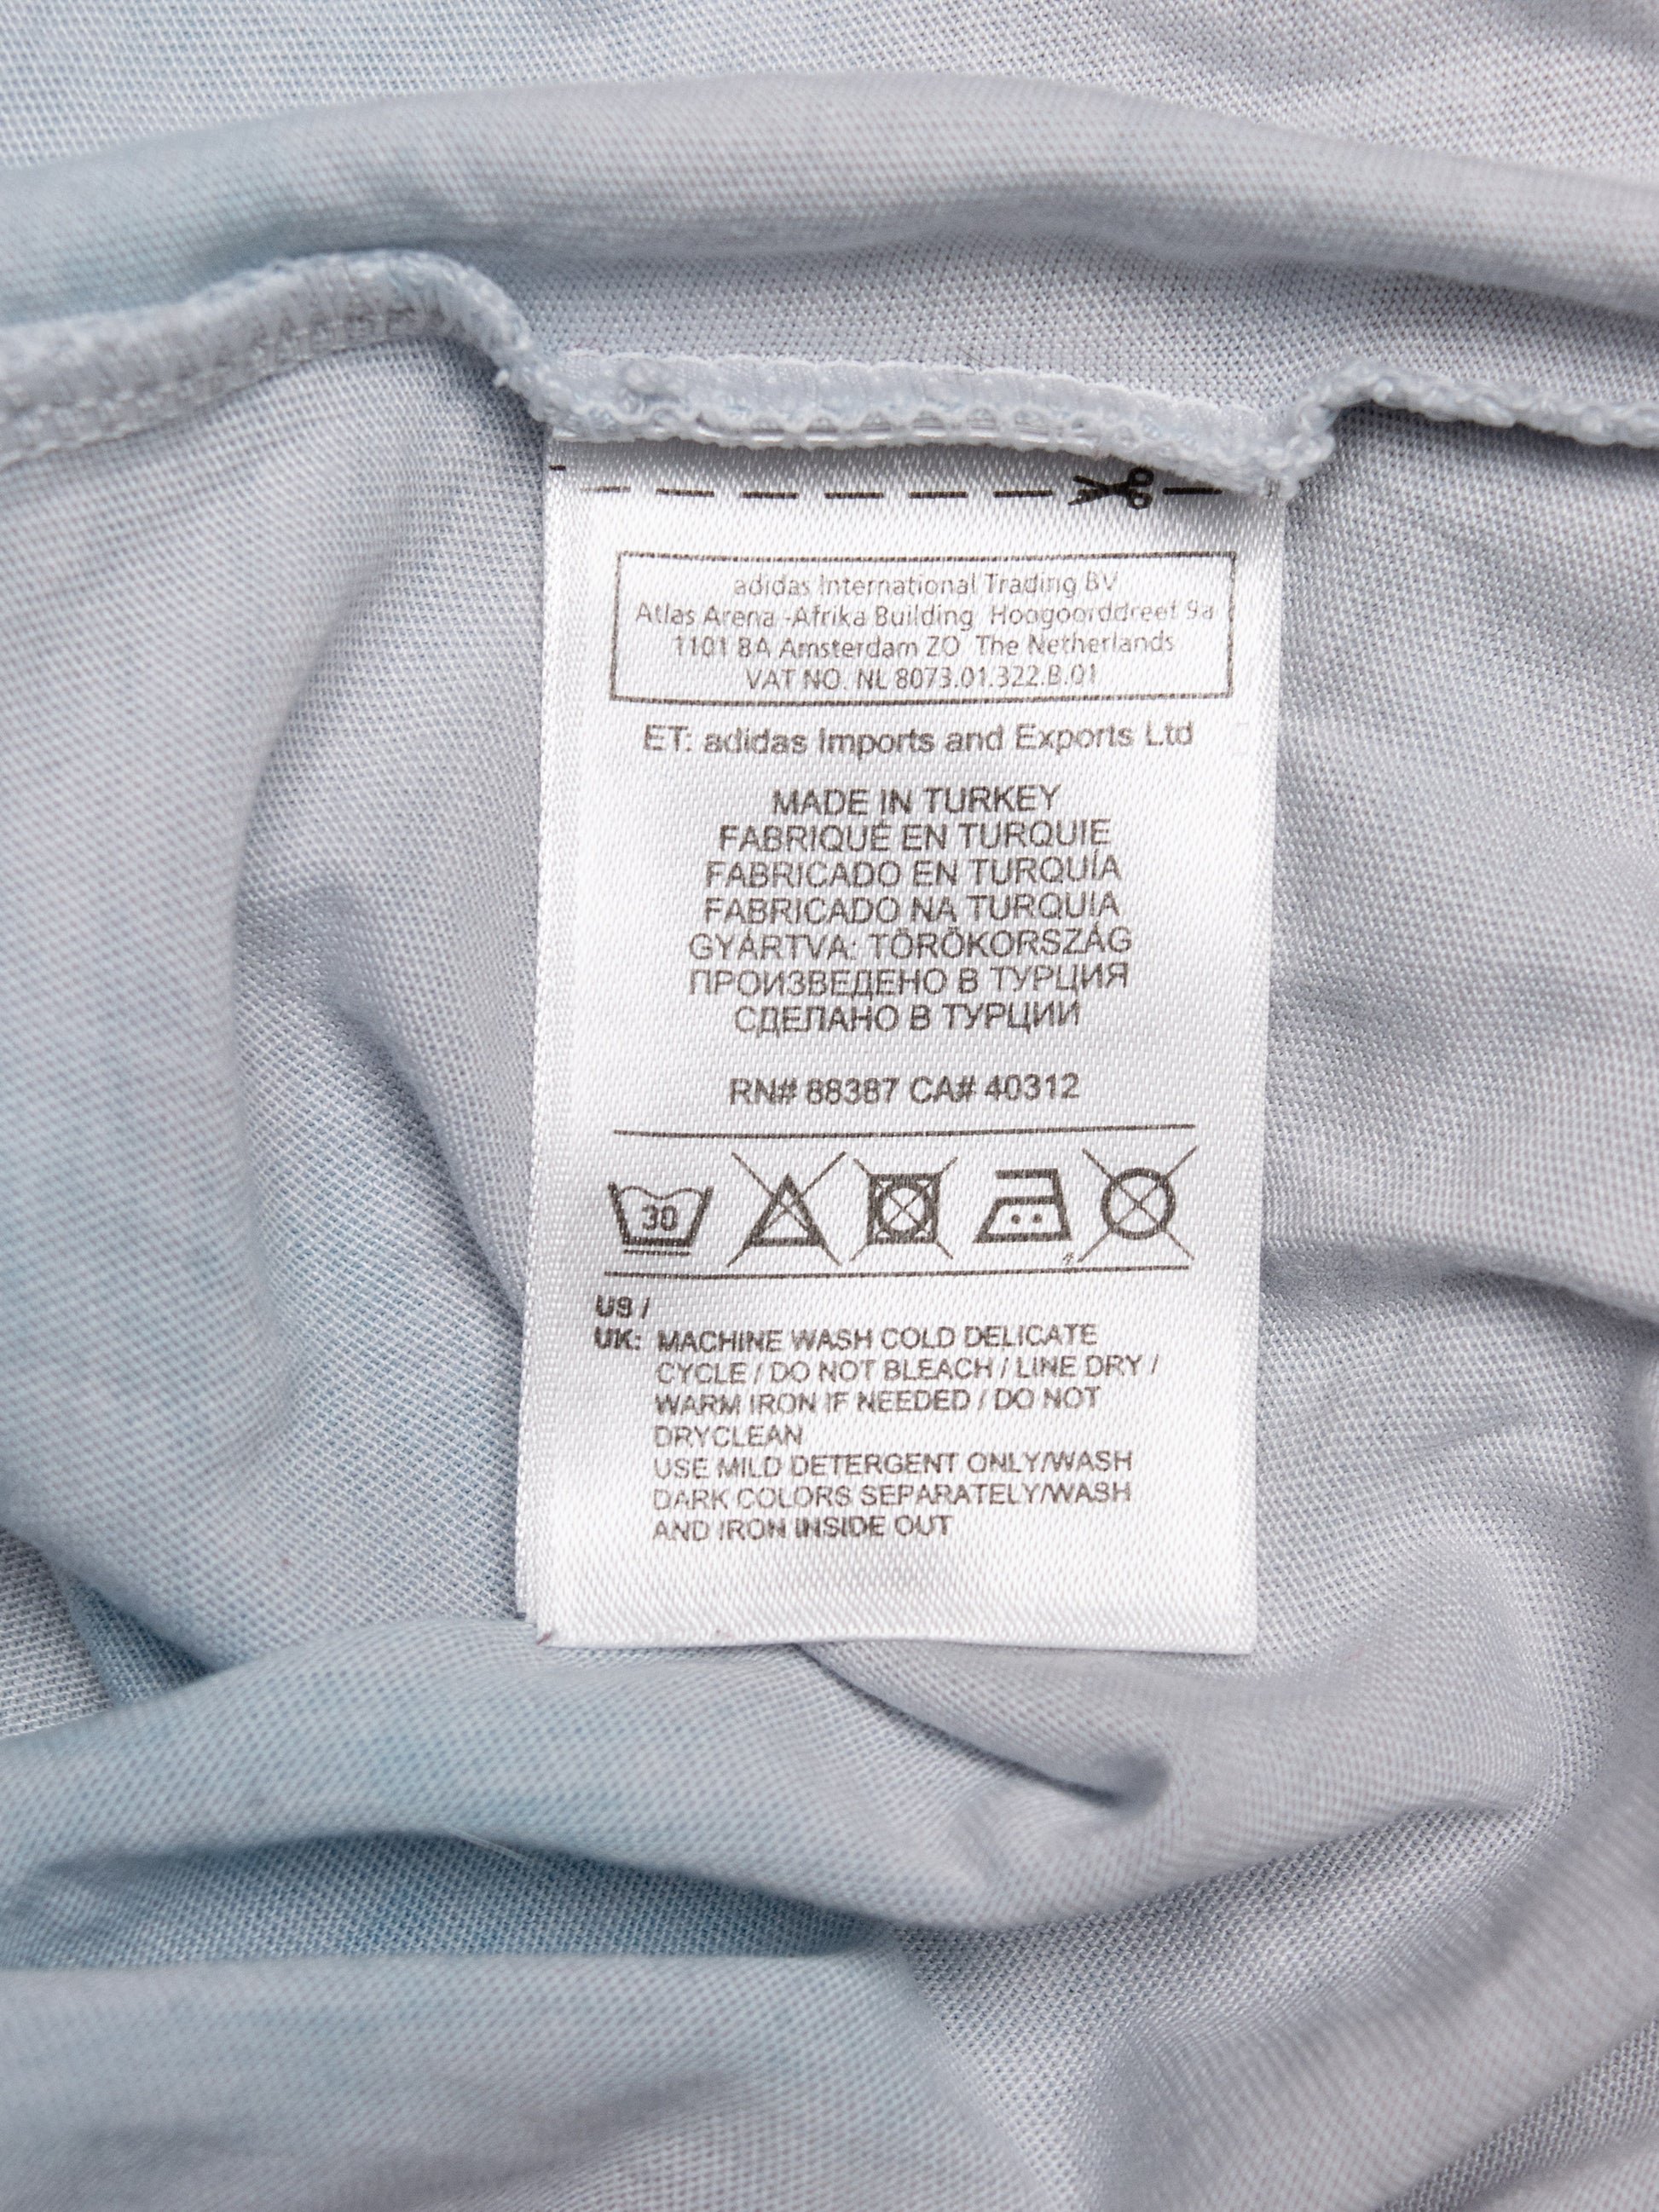 adidas International Trading BV
Atlas Arena -Afrika Building Hoogoorddreef 9a
1101 BA Amsterdam ZO The Netherlands
VAT NO. NL 8073.01.322.B.01
ET: adidas Imports and Exports Ltd
MADE IN TURKEY
FABRIQUÉ EN TURQUIE
FABRICADO EN TURQUÍA
FABRICADO NA TURQUIA
GYÁRTVA: TÖRÖKORSZÁG
ПРОИЗВЕДЕНО В ТУРЦИЯ
СДЕЛАНО В ТУРЦИИ
RN# 88387 CA# 40312
30
US /
UK: MACHINE WASH COLD DELICATE
CYCLE / DO NOT BLEACH / LINE DRY /
WARM IRON IF NEEDED / DO NOT
DRYCLEAN
USE MILD DETERGENT ONLY/WASH
DARK COLORS SEPARATELY/WASH
AND IRON INSIDE OUT